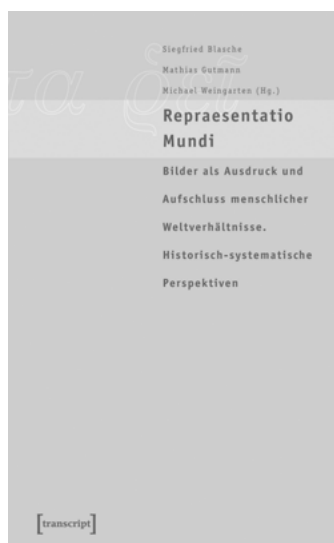 Siegfried Blasche
Mathias Gutmann
Michael Weingarten (Hg.)
Repraesentatio
Mundi
Bilder als Ausdruck und
Aufschluss menschlicher
Weltverhältnisse.
Historisch-systematische
Perspektiven
[transcript]